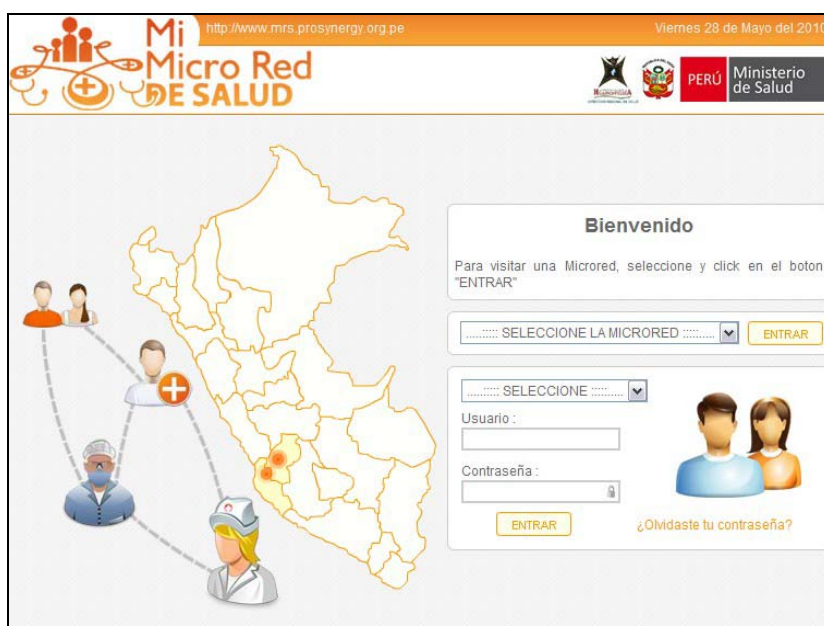 http://www.mrs.prosynergy.org.pe
Viernes 28 de Mayo del 2010
Mi
Micro Red
DE SALUD
PERÚ
Ministerio
de Salud
Bienvenido
Para visitar una Microred, seleccione y click en el boton
"ENTRAR"
.....::::: SELECCIONE LA MICRORED :::::.....
ENTRAR
.....::::: SELECCIONE :::::.....
Usuario :
Contraseña :
ENTRAR
¿Olvidaste tu contraseña?